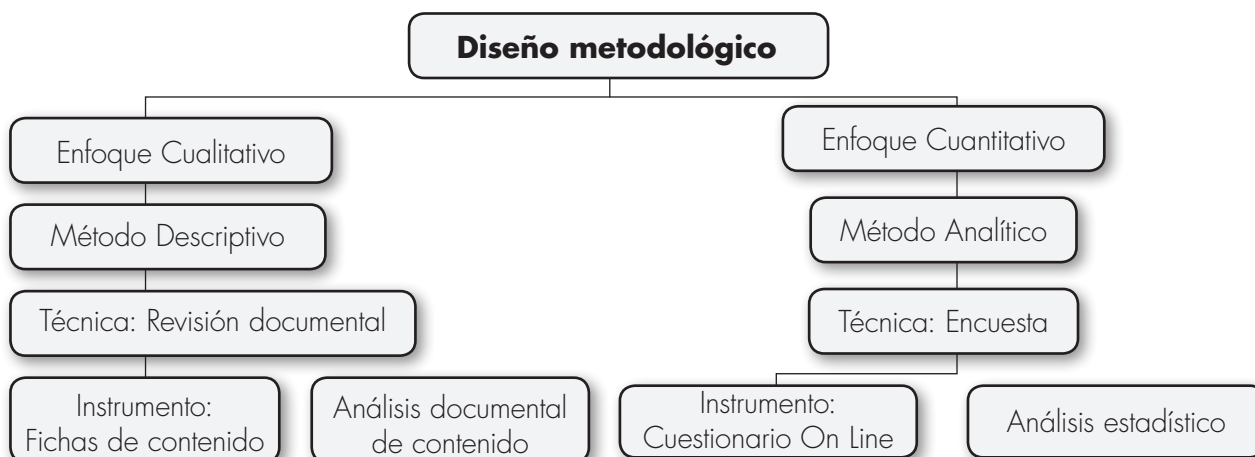 Diseño metodológico
Enfoque Cualitativo
Enfoque Cuantitativo
Método Descriptivo
Método Analítico
Técnica: Revisión documental
Técnica: Encuesta
Instrumento:
Fichas de contenido
Análisis documental
de contenido
Instrumento:
Cuestionario On Line
Análisis estadístico